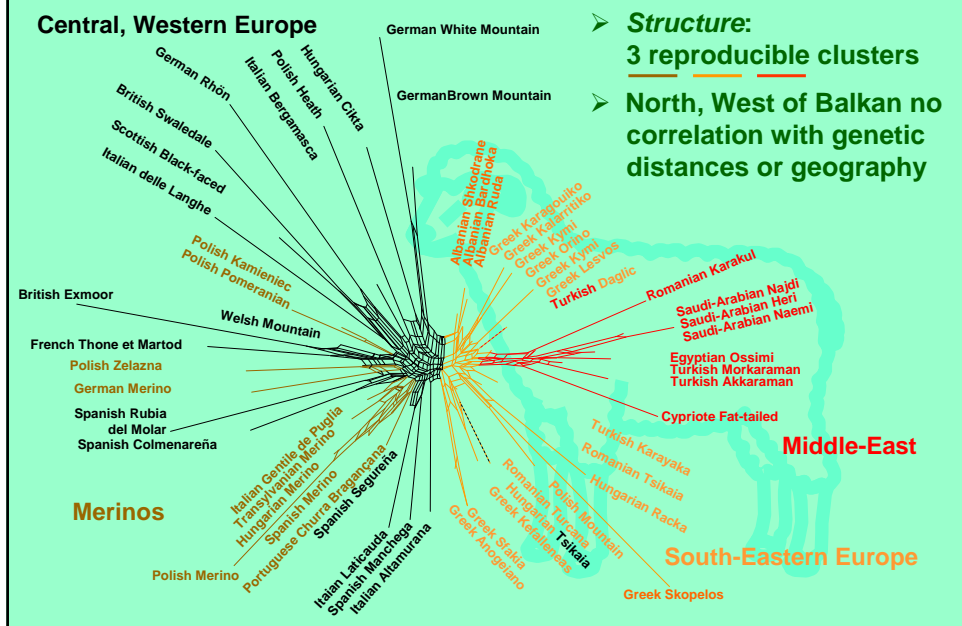 Central, Western Europe
➢ Structure:
3 reproducible clusters
➢ North, West of Balkan no
correlation with genetic
distances or geography
German White Mountain
GermanBrown Mountain
Hungarian Cikta
Polish Heath
Italian Bergamasca
German Rhön
British Swaledale
Scottish Black-faced
Italian delle Langhe
Polish Kamieniec
Polish Pomeranian
British Exmoor
Welsh Mountain
French Thone et Martod
Polish Zelazna
German Merino
Spanish Rubia
del Molar
Spanish Colmenareña
Italian Gentile de Puglia
Transylvanian Merino
Hungarian Merino
Spanish Merino
Portuguese Churra Bragançana
Spanish Segureña
Merinos
Polish Merino
Itaian Laticauda
Spanish Manchega
Italian Altamurana
Albanian Shkodrane
Albanian Bardhoka
Albanian Ruda
Greek Karagouiko
Greek Kalarritiko
Greek Kymi
Greek Orino
Greek Kymi
Greek Lesvos
Turkish Daglic
Romanian Karakul
Saudi-Arabian Najdi
Saudi-Arabian Heri
Saudi-Arabian Naemi
Egyptian Ossimi
Turkish Morkaraman
Turkish Akkaraman
Cypriote Fat-tailed
Middle-East
Turkish Karayaka
Romanian Tsikaia
Hungarian Racka
Polish Mountain
Romanian Turcana
Hungarian Tsikaia
Greek Kefalleneas
Greek Sfakia
Greek Anogeiano
South-Eastern Europe
Greek Skopelos